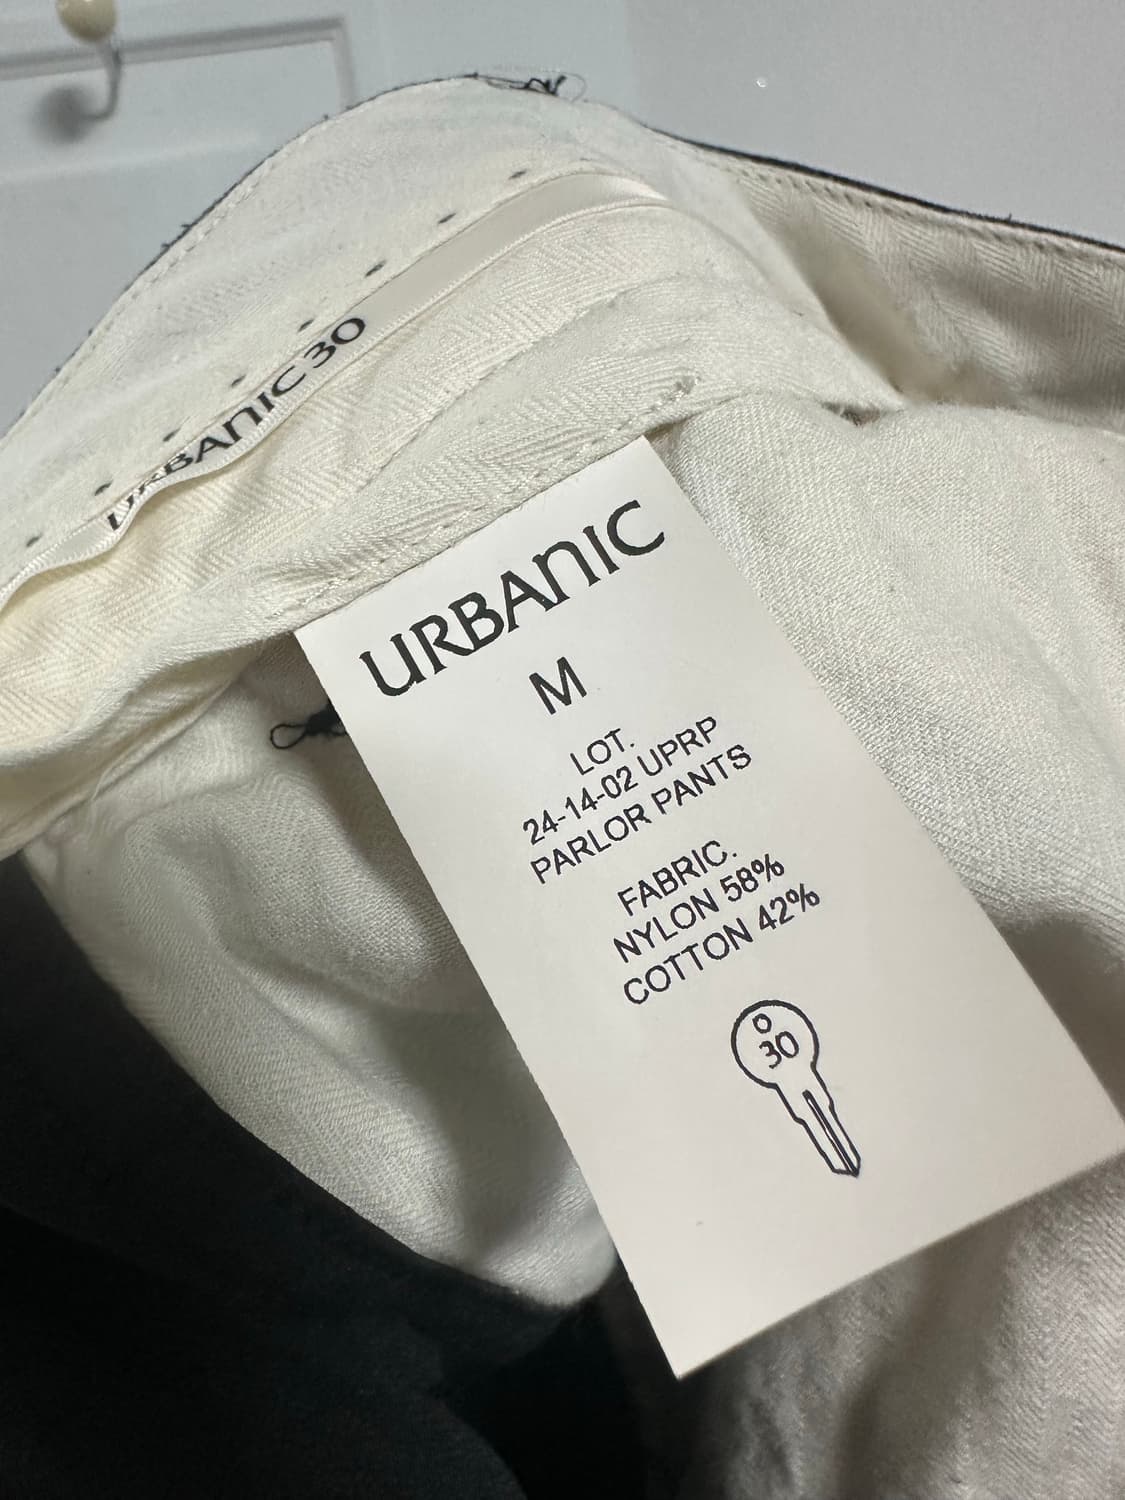 URBANIC30
URBANIC
M
LOT.
24-14-02 UPRP
PARLOR PANTS
FABRIC.
NYLON 58%
COTTON 42%
30